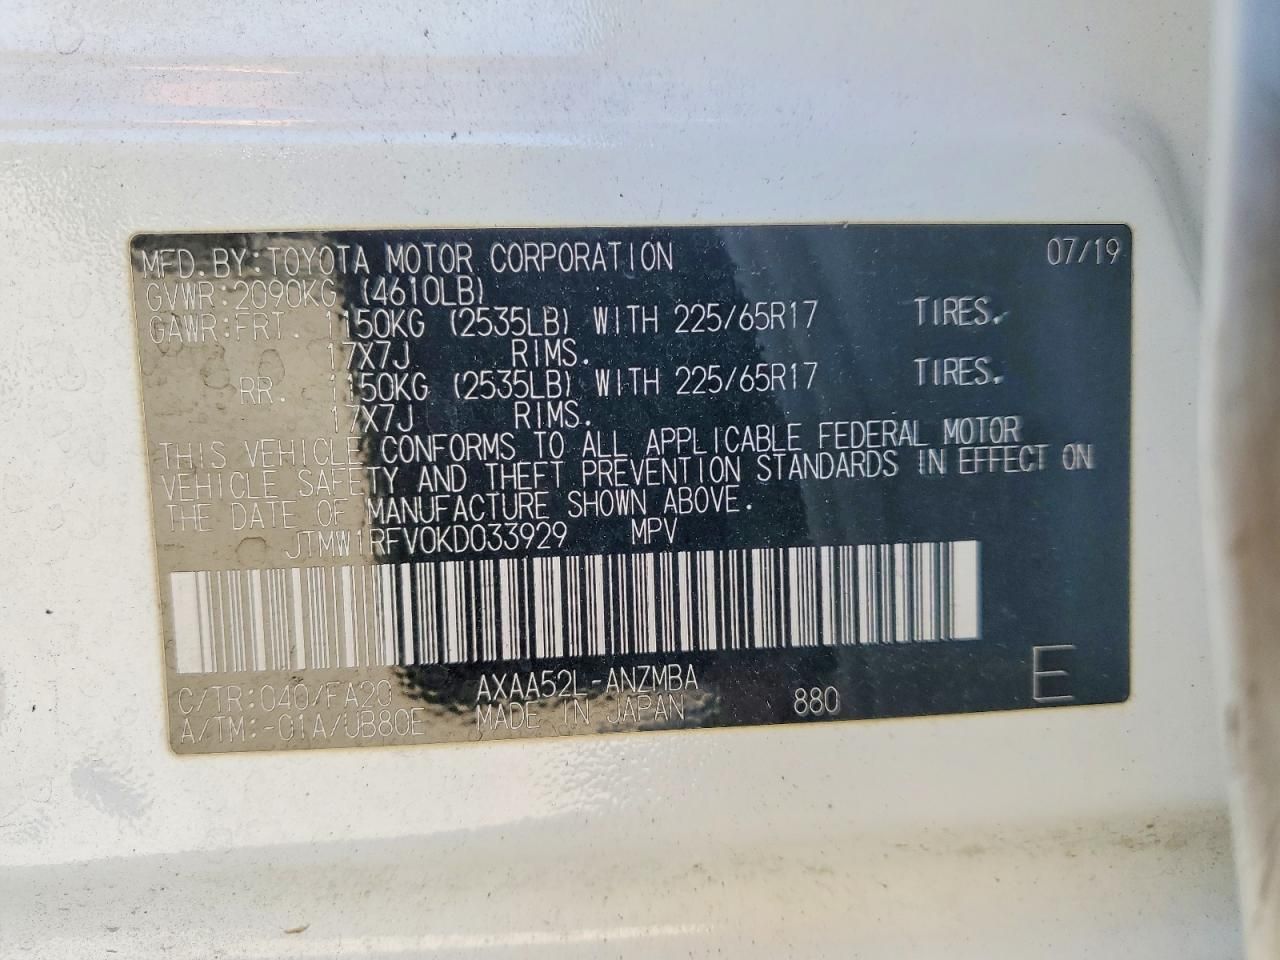 MFD.BY:TOYOTA MOTOR CORPORATION 07/19
GVWR:2090KG (4610LB)
GAWR:FRT. 1150KG (2535LB) WITH 225/65R17 TIRES.
17X7J RIMS.
RR. 1150KG (2535LB) WITH 225/65R17 TIRES.
17X7J RIMS.
THIS VEHICLE CONFORMS TO ALL APPLICABLE FEDERAL MOTOR
VEHICLE SAFETY AND THEFT PREVENTION STANDARDS IN EFFECT ON
THE DATE OF MANUFACTURE SHOWN ABOVE.
JTMW1RFV0KD033929 MPV
C/TR:040/FA20 AXAA52L-ANZMBA
A/TM:-01A/UB80E MADE IN JAPAN 880 E